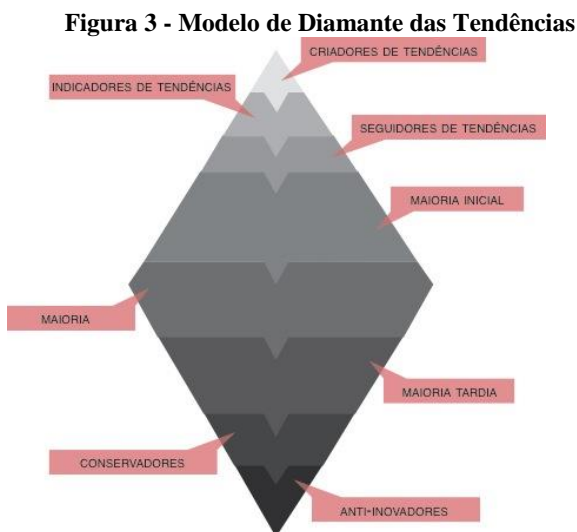 Figura 3 - Modelo de Diamante das Tendências
CRIADORES DE TENDÊNCIAS
INDICADORES DE TENDÊNCIAS
SEGUIDORES DE TENDÊNCIAS
MAIORIA INICIAL
MAIORIA
MAIORIA TARDIA
CONSERVADORES
ANTI-INOVADORES